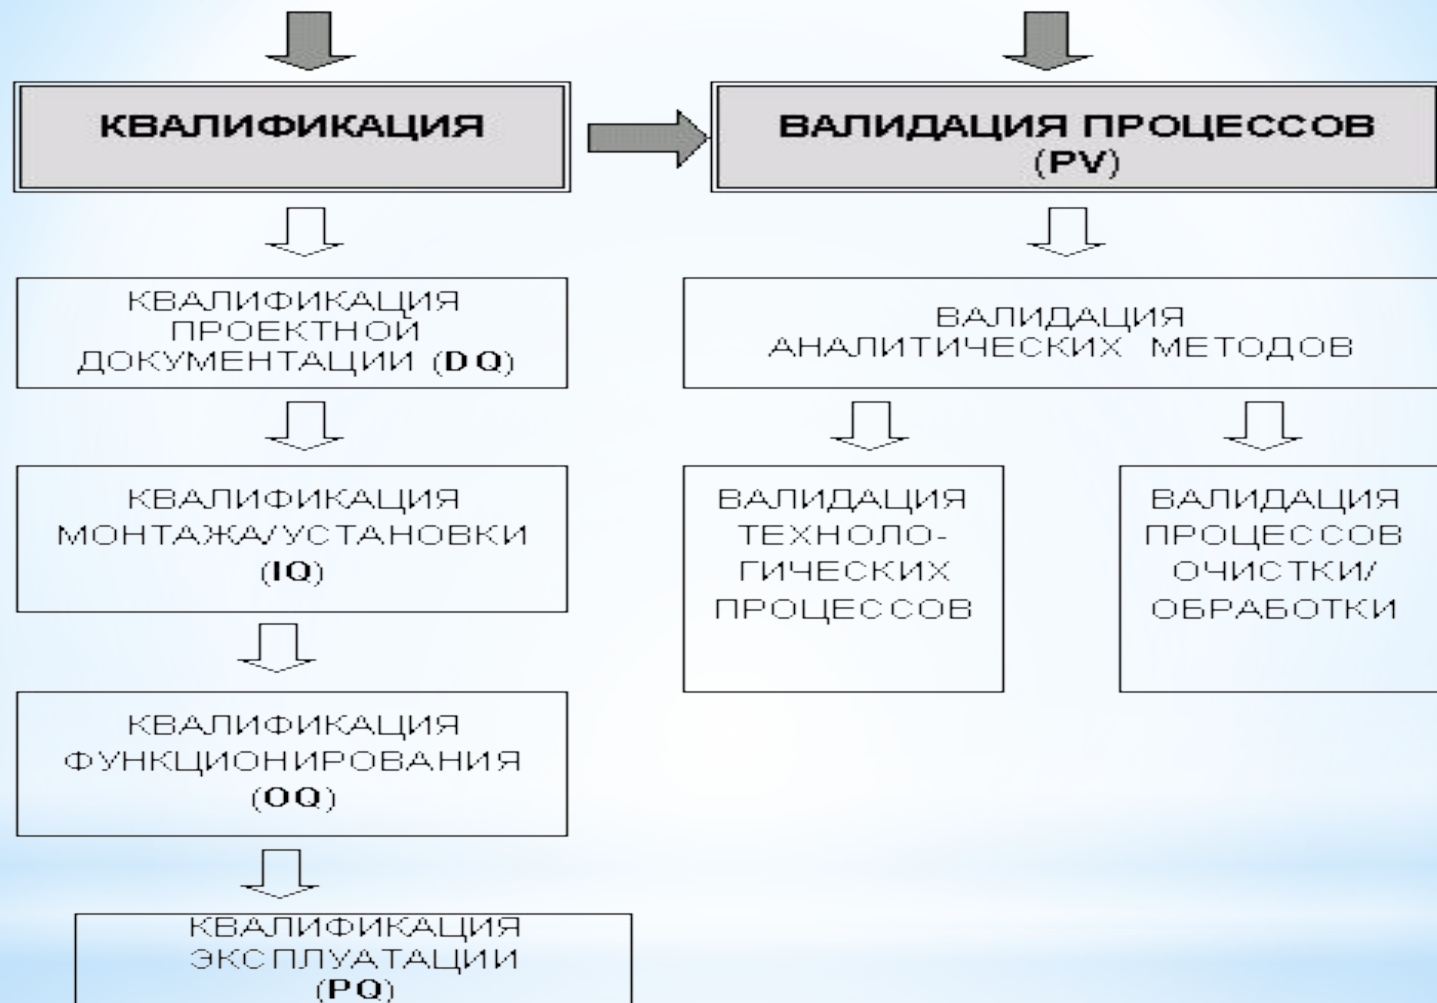 КВАЛИФИКАЦИЯ
ВАЛИДАЦИЯ ПРОЦЕССОВ
(PV)
КВАЛИФИКАЦИЯ
ПРОЕКТНОЙ
ДОКУМЕНТАЦИИ (DQ)
ВАЛИДАЦИЯ
АНАЛИТИЧЕСКИХ МЕТОДОВ
КВАЛИФИКАЦИЯ
МОНТАЖА/УСТАНОВКИ
(IQ)
ВАЛИДАЦИЯ
ТЕХНОЛО-
ГИЧЕСКИХ
ПРОЦЕССОВ
ВАЛИДАЦИЯ
ПРОЦЕССОВ
ОЧИСТКИ/
ОБРАБОТКИ
КВАЛИФИКАЦИЯ
ФУНКЦИОНИРОВАНИЯ
(OQ)
КВАЛИФИКАЦИЯ
ЭКСПЛУАТАЦИИ
(PQ)